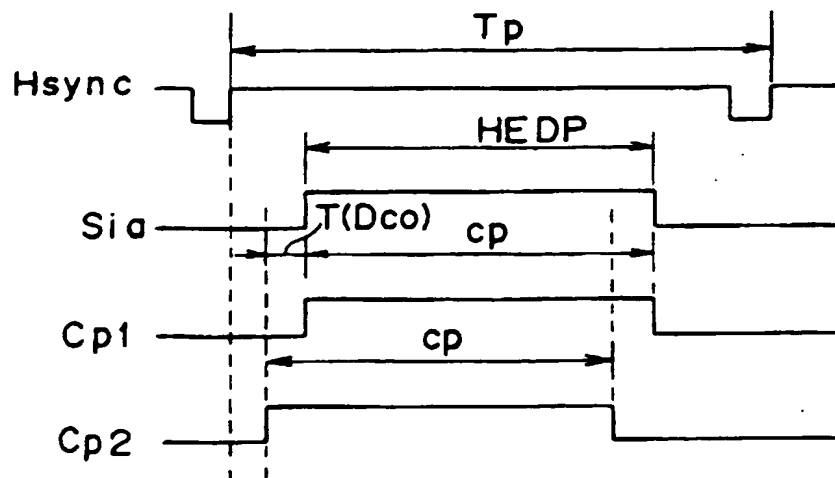 Tp
Hsync
HEDP
Sia
T(Dco)
cp
Cp1
cp
Cp2